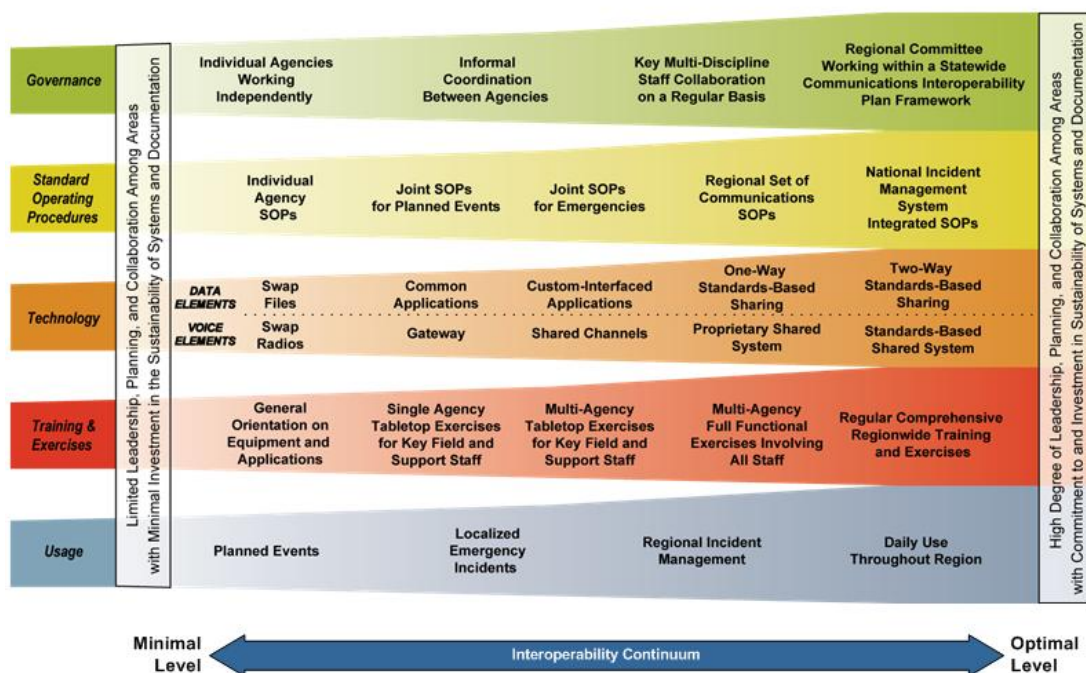 Governance
Individual Agencies
Working
Independently
Informal
Coordination
Between Agencies
Key Multi-Discipline
Staff Collaboration
on a Regular Basis
Regional Committee
Working within a Statewide
Communications Interoperability
Plan Framework
Standard
Operating
Procedures
Individual
Agency
SOPs
Joint SOPs
for Planned Events
Joint SOPs
for Emergencies
Regional Set of
Communications
SOPs
National Incident
Management
System
Integrated SOPs
Technology
DATA
ELEMENTS
Swap
Files
Common
Applications
Custom-Interfaced
Applications
One-Way
Standards-Based
Sharing
Two-Way
Standards-Based
Sharing
VOICE
ELEMENTS
Swap
Radios
Gateway
Shared Channels
Proprietary Shared
System
Standards-Based
Shared System
Training &
Exercises
General
Orientation on
Equipment and
Applications
Single Agency
Tabletop Exercises
for Key Field and
Support Staff
Multi-Agency
Tabletop Exercises
for Key Field and
Support Staff
Multi-Agency
Full Functional
Exercises Involving
All Staff
Regular Comprehensive
Regionwide Training
and Exercises
Usage
Planned Events
Localized
Emergency
Incidents
Regional Incident
Management
Daily Use
Throughout Region
Limited Leadership, Planning, and Collaboration Among Areas
with Minimal Investment in the Sustainability of Systems and Documentation
High Degree of Leadership, Planning, and Collaboration Among Areas
with Commitment to and Investment in Sustainability of Systems and Documentation
Minimal
Level
Interoperability Continuum
Optimal
Level